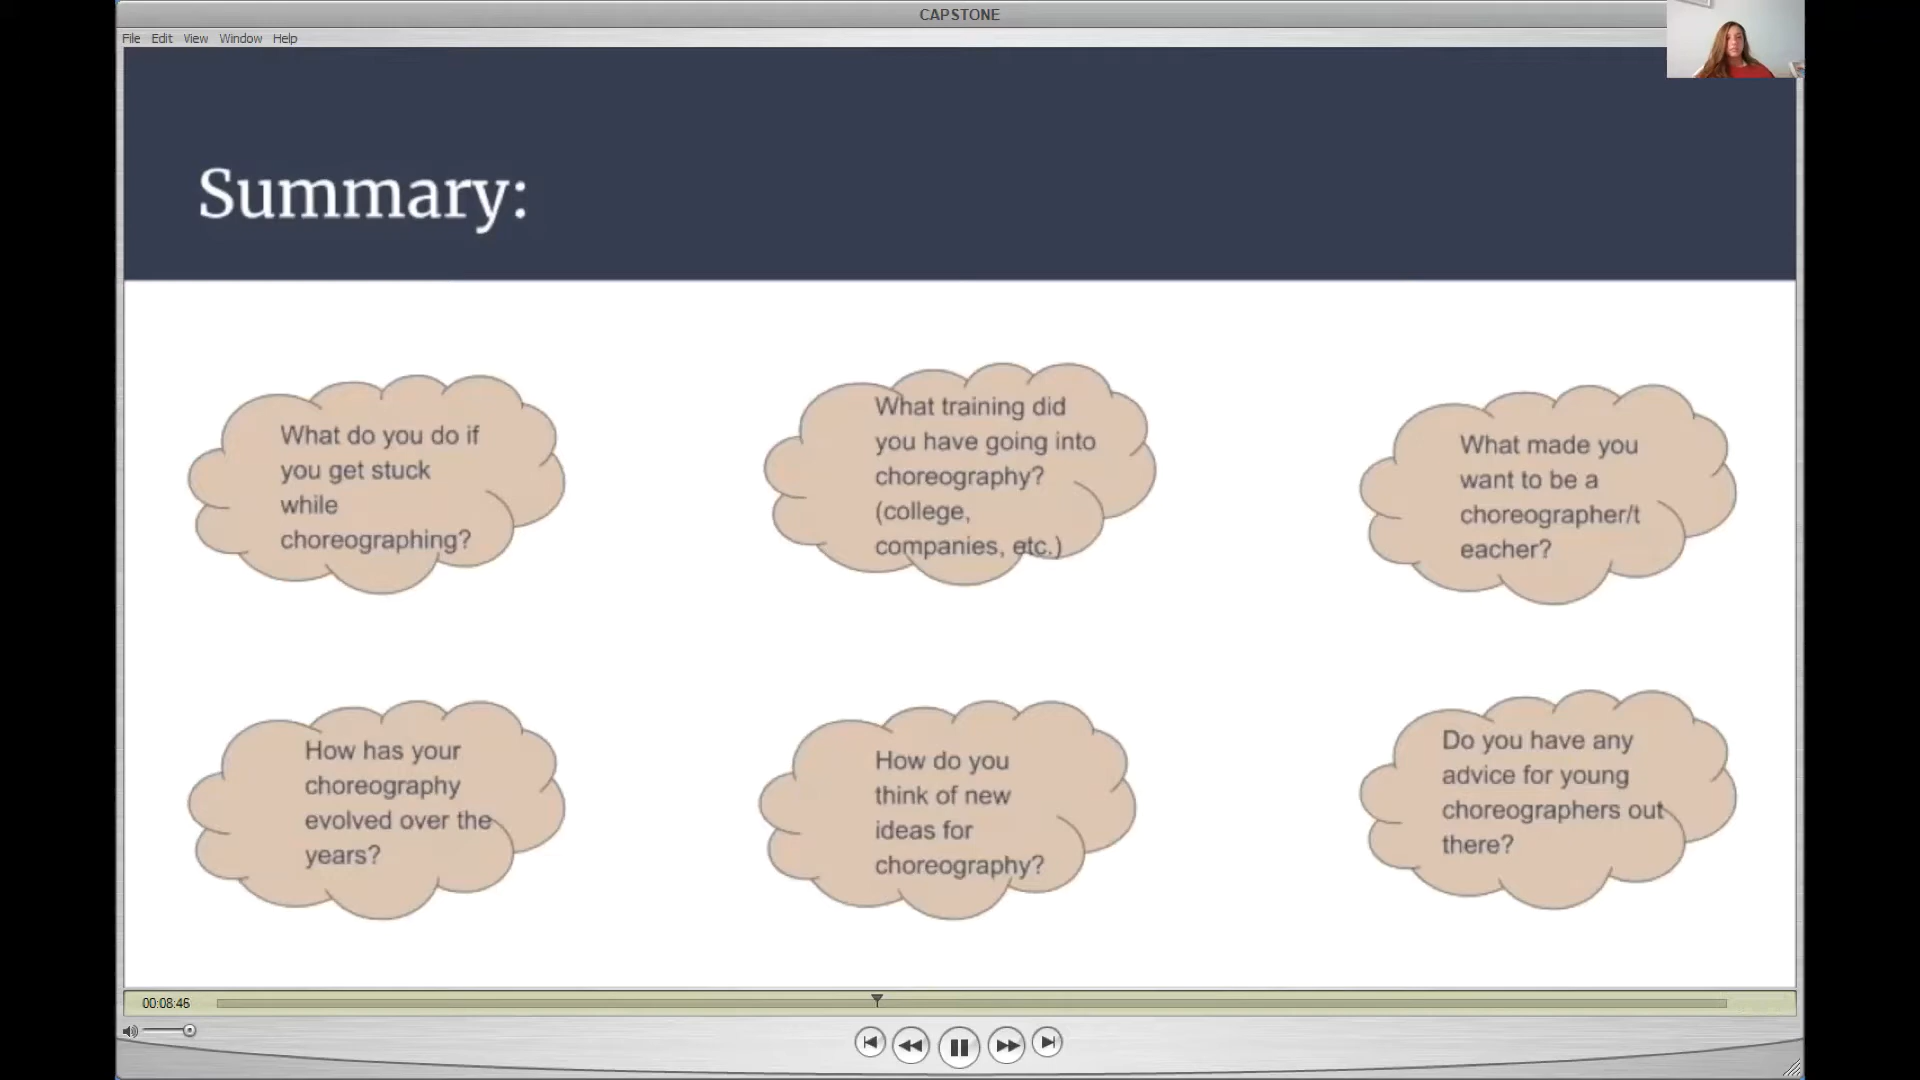 CAPSTONE
File Edit View Window Help
Summary:
What do you do if
you get stuck
while
choreographing?
What training did
you have going into
choreography?
(college,
companies, etc.)
What made you
want to be a
choreographer/t
eacher?
How has your
choreography
evolved over the
years?
How do you
think of new
ideas for
choreography?
Do you have any
advice for young
choreographers out
there?
00:08:46